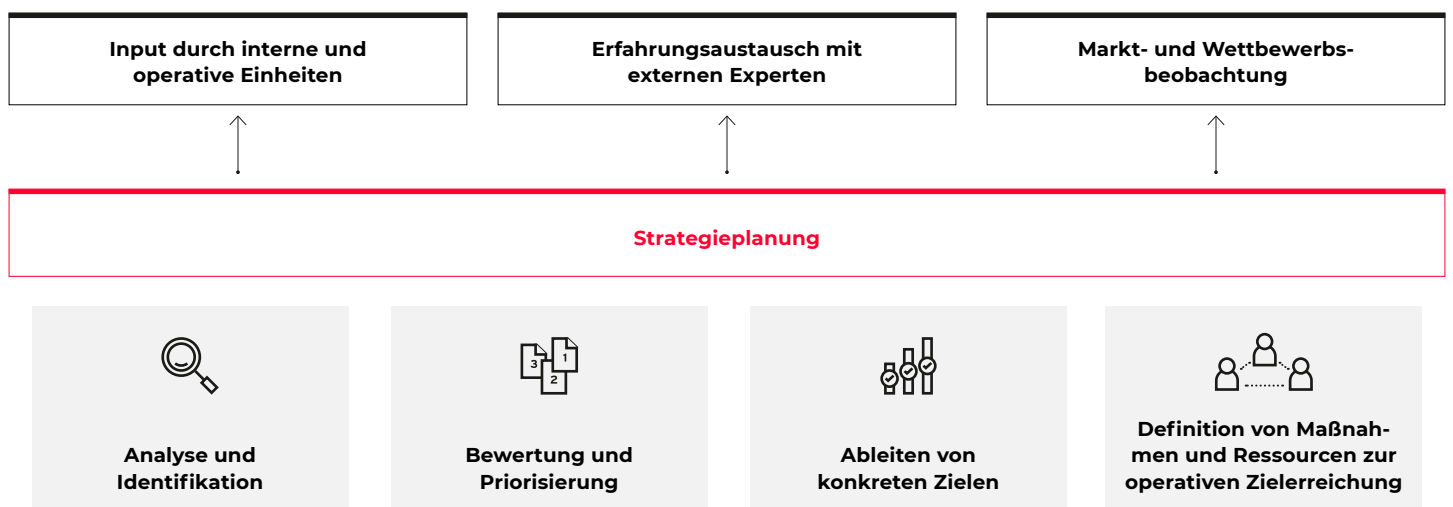 Input durch interne und
operative Einheiten
Erfahrungsaustausch mit
externen Experten
Markt- und Wettbewerbs-
beobachtung
Strategieplanung
3
1
2
Analyse und
Identifikation
Bewertung und
Priorisierung
Ableiten von
konkreten Zielen
Definition von Maßnah-
men und Ressourcen zur
operativen Zielerreichung